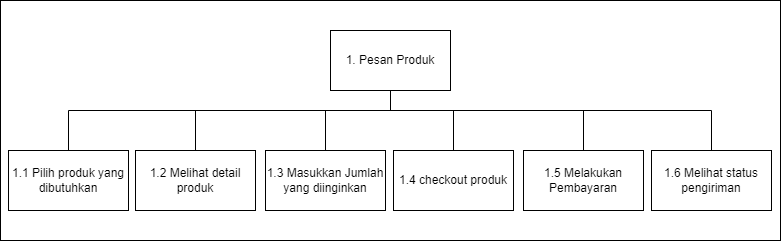 1. Pesan Produk
1.1 Pilih produk yang
dibutuhkan
1.2 Melihat detail
produk
1.3 Masukkan Jumlah
yang diinginkan
1.4 checkout produk
1.5 Melakukan
Pembayaran
1.6 Melihat status
pengiriman